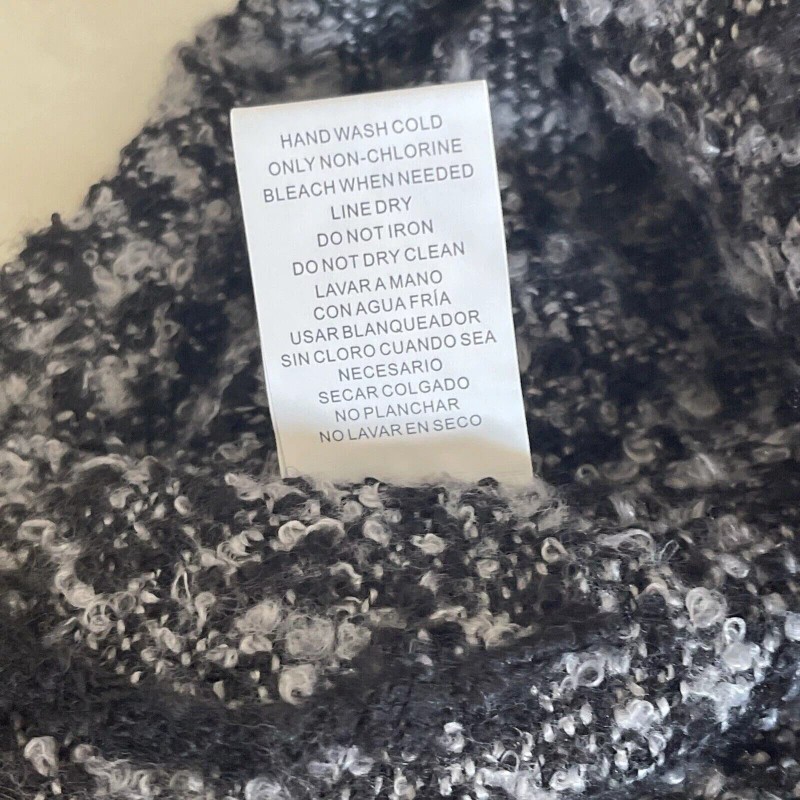 HAND WASH COLD
ONLY NON-CHLORINE
BLEACH WHEN NEEDED
LINE DRY
DO NOT IRON
DO NOT DRY CLEAN
LAVAR A MANO
CON AGUA FRÍA
USAR BLANQUEADOR
SIN CLORO CUANDO SEA
NECESARIO
SECAR COLGADO
NO PLANCHAR
NO LAVAR EN SECO